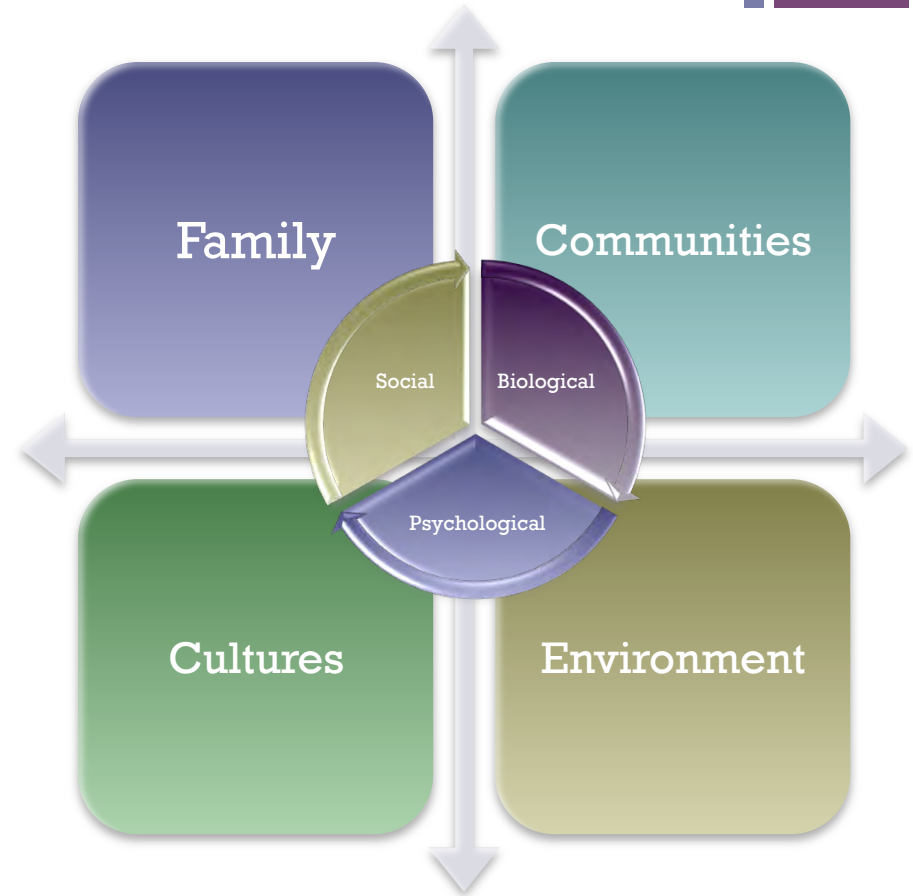 Family
Communities
Social
Biological
Psychological
Cultures
Environment